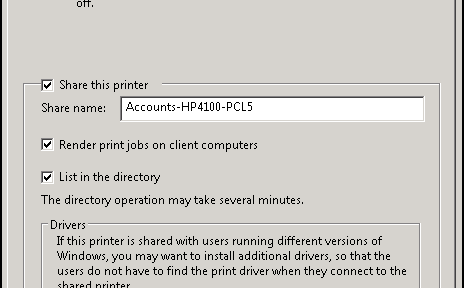 off.
Share this printer
Share name: Accounts-HP4100-PCL5
Render print jobs on client computers
List in the directory
The directory operation may take several minutes.
Drivers
If this printer is shared with users running different versions of
Windows, you may want to install additional drivers, so that the
users do not have to find the print driver when they connect to the
shared printer.